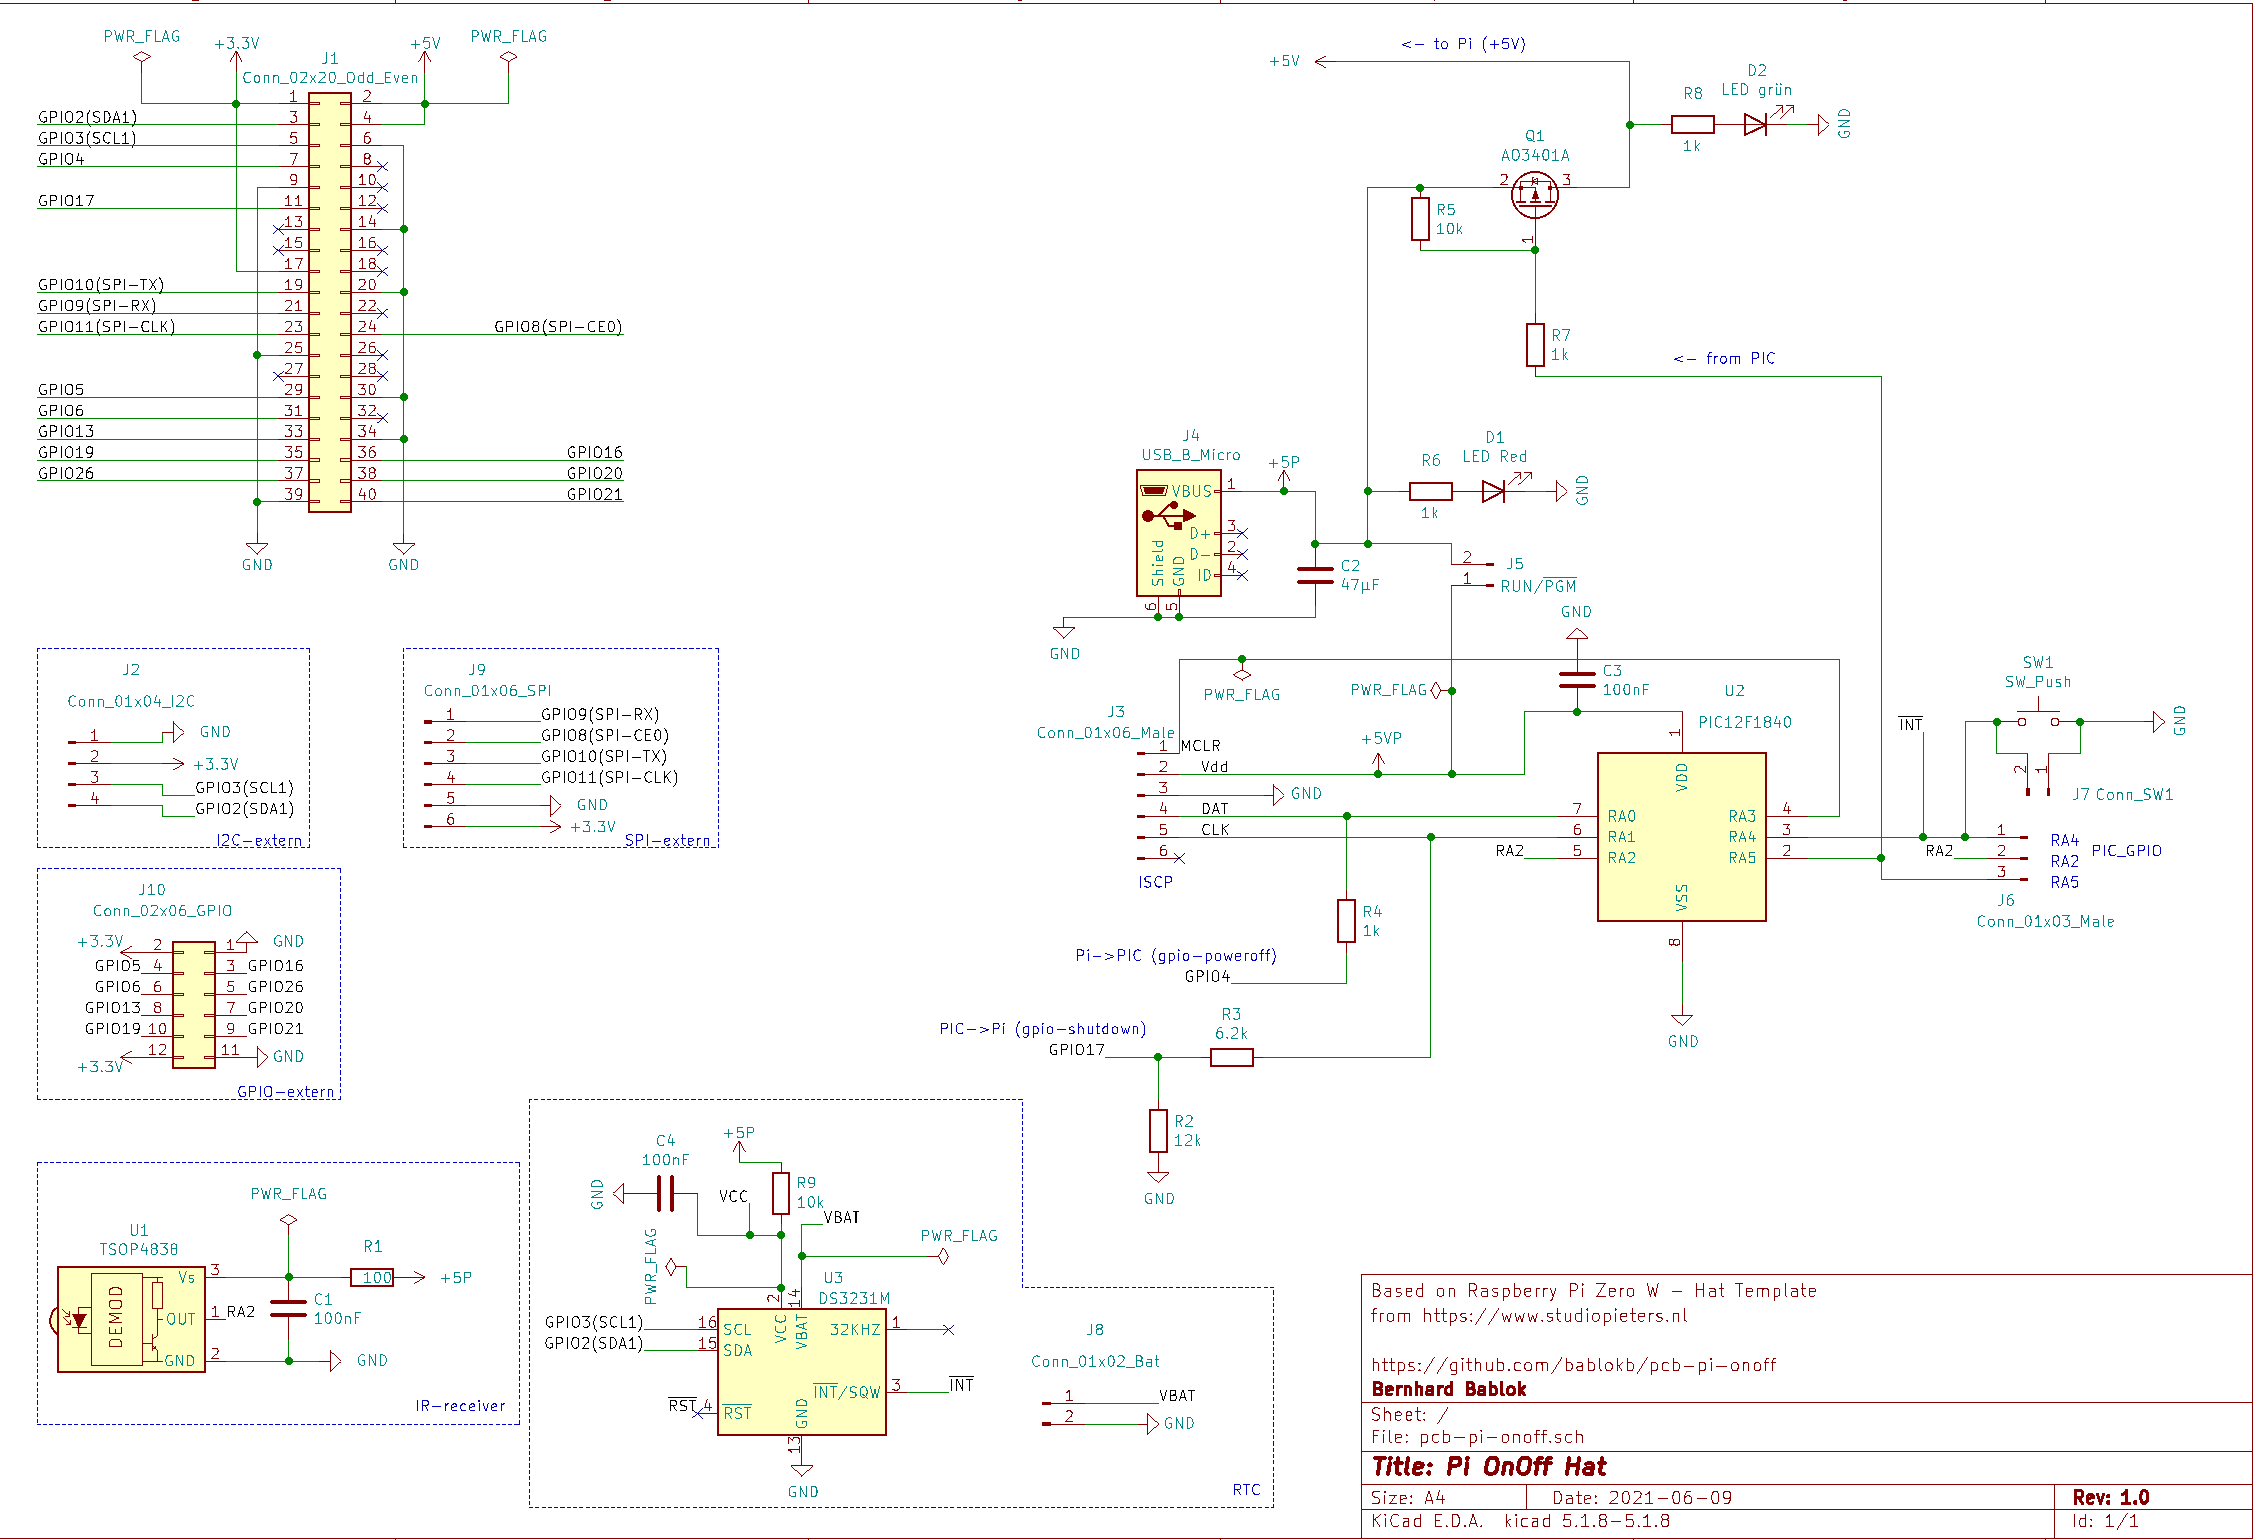 PWR_FLAG
+3.3V
+5V
PWR_FLAG
J1
Conn_02x20_Odd_Even
1 2
GPIO2(SDA1) 3 4
GPIO3(SCL1) 5 6
GPIO4 7 8
9 10
GPIO17 11 12
13 14
15 16
17 18
GPIO10(SPI-TX) 19 20
GPIO9(SPI-RX) 21 22
GPIO11(SPI-CLK) 23 24 GPIO8(SPI-CE0)
25 26
27 28
GPIO5 29 30
GPIO6 31 32
GPIO13 33 34
GPIO19 35 36 GPIO16
GPIO26 37 38 GPIO20
39 40 GPIO21
GND GND
<- to Pi (+5V)
+5V
D2
LED grün
R8
1k
GND
Q1
AO3401A
2 3
1
R5
10k
R7
1k
<- from PIC
J4
USB_B_Micro
+5P
VBUS 1
D+ 3
D- 2
ID 4
Shield
GND
6 5
GND
R6
1k
D1
LED Red
GND
C2
47µF
2 J5
1 RUN/PGM
GND
C3
100nF
PWR_FLAG
PWR_FLAG
J3
Conn_01x06_Male
1 MCLR
2 Vdd
3 GND
4 DAT
5 CLK
6
ISCP
+5VP
U2
PIC12F1840
1
VDD
7 RA0 RA3 4
6 RA1 RA4 3
RA2 5 RA2 RA5 2
VSS
8
GND
INT
SW1
SW_Push
GND
2 1
J7 Conn_SW1
1 RA4
RA2 2 RA2 PIC_GPIO
3 RA5
J6
Conn_01x03_Male
R4
1k
Pi->PIC (gpio-poweroff)
GPIO4
PIC->Pi (gpio-shutdown)
GPIO17
R3
6.2k
R2
12k
GND
J2
Conn_01x04_I2C
1 GND
2 +3.3V
3 GPIO3(SCL1)
4 GPIO2(SDA1)
I2C-extern
J9
Conn_01x06_SPI
1 GPIO9(SPI-RX)
2 GPIO8(SPI-CE0)
3 GPIO10(SPI-TX)
4 GPIO11(SPI-CLK)
5 GND
6 +3.3V
SPI-extern
J10
Conn_02x06_GPIO
+3.3V 2 1 GND
GPIO5 4 3 GPIO16
GPIO6 6 5 GPIO26
GPIO13 8 7 GPIO20
GPIO19 10 9 GPIO21
+3.3V 12 11 GND
GPIO-extern
PWR_FLAG
U1
TSOP4838
R1
100
+5P
DEMOD
Vs 3
OUT 1 RA2
GND 2
C1
100nF
GND
IR-receiver
C4
100nF
GND
+5P
R9
10k
VCC
VBAT
PWR_FLAG
PWR_FLAG
U3
DS3231M
2 14
VCC
VBAT
GPIO3(SCL1) 16 SCL
GPIO2(SDA1) 15 SDA
32KHZ 1
INT/SQW 3 INT
RST 4 RST
GND
13
GND
J8
Conn_01x02_Bat
1 VBAT
2 GND
RTC
Based on Raspberry Pi Zero W - Hat Template
from https://www.studiopieters.nl
https://github.com/bablokb/pcb-pi-onoff
Bernhard Bablok
Sheet: /
File: pcb-pi-onoff.sch
Title: Pi OnOff Hat
Size: A4 Date: 2021-06-09 Rev: 1.0
KiCad E.D.A. kicad 5.1.8-5.1.8 Id: 1/1